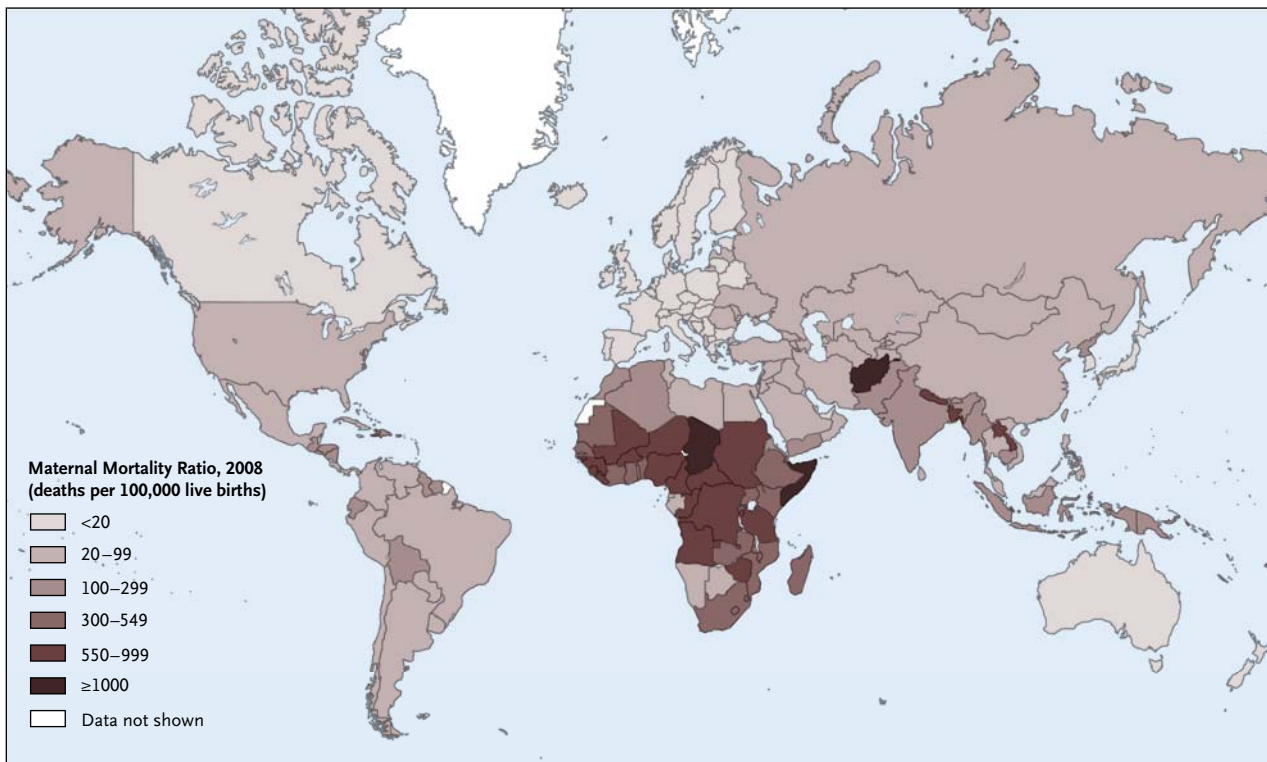 Maternal Mortality Ratio, 2008
(deaths per 100,000 live births)
<20
20–99
100–299
300–549
550–999
≥1000
Data not shown